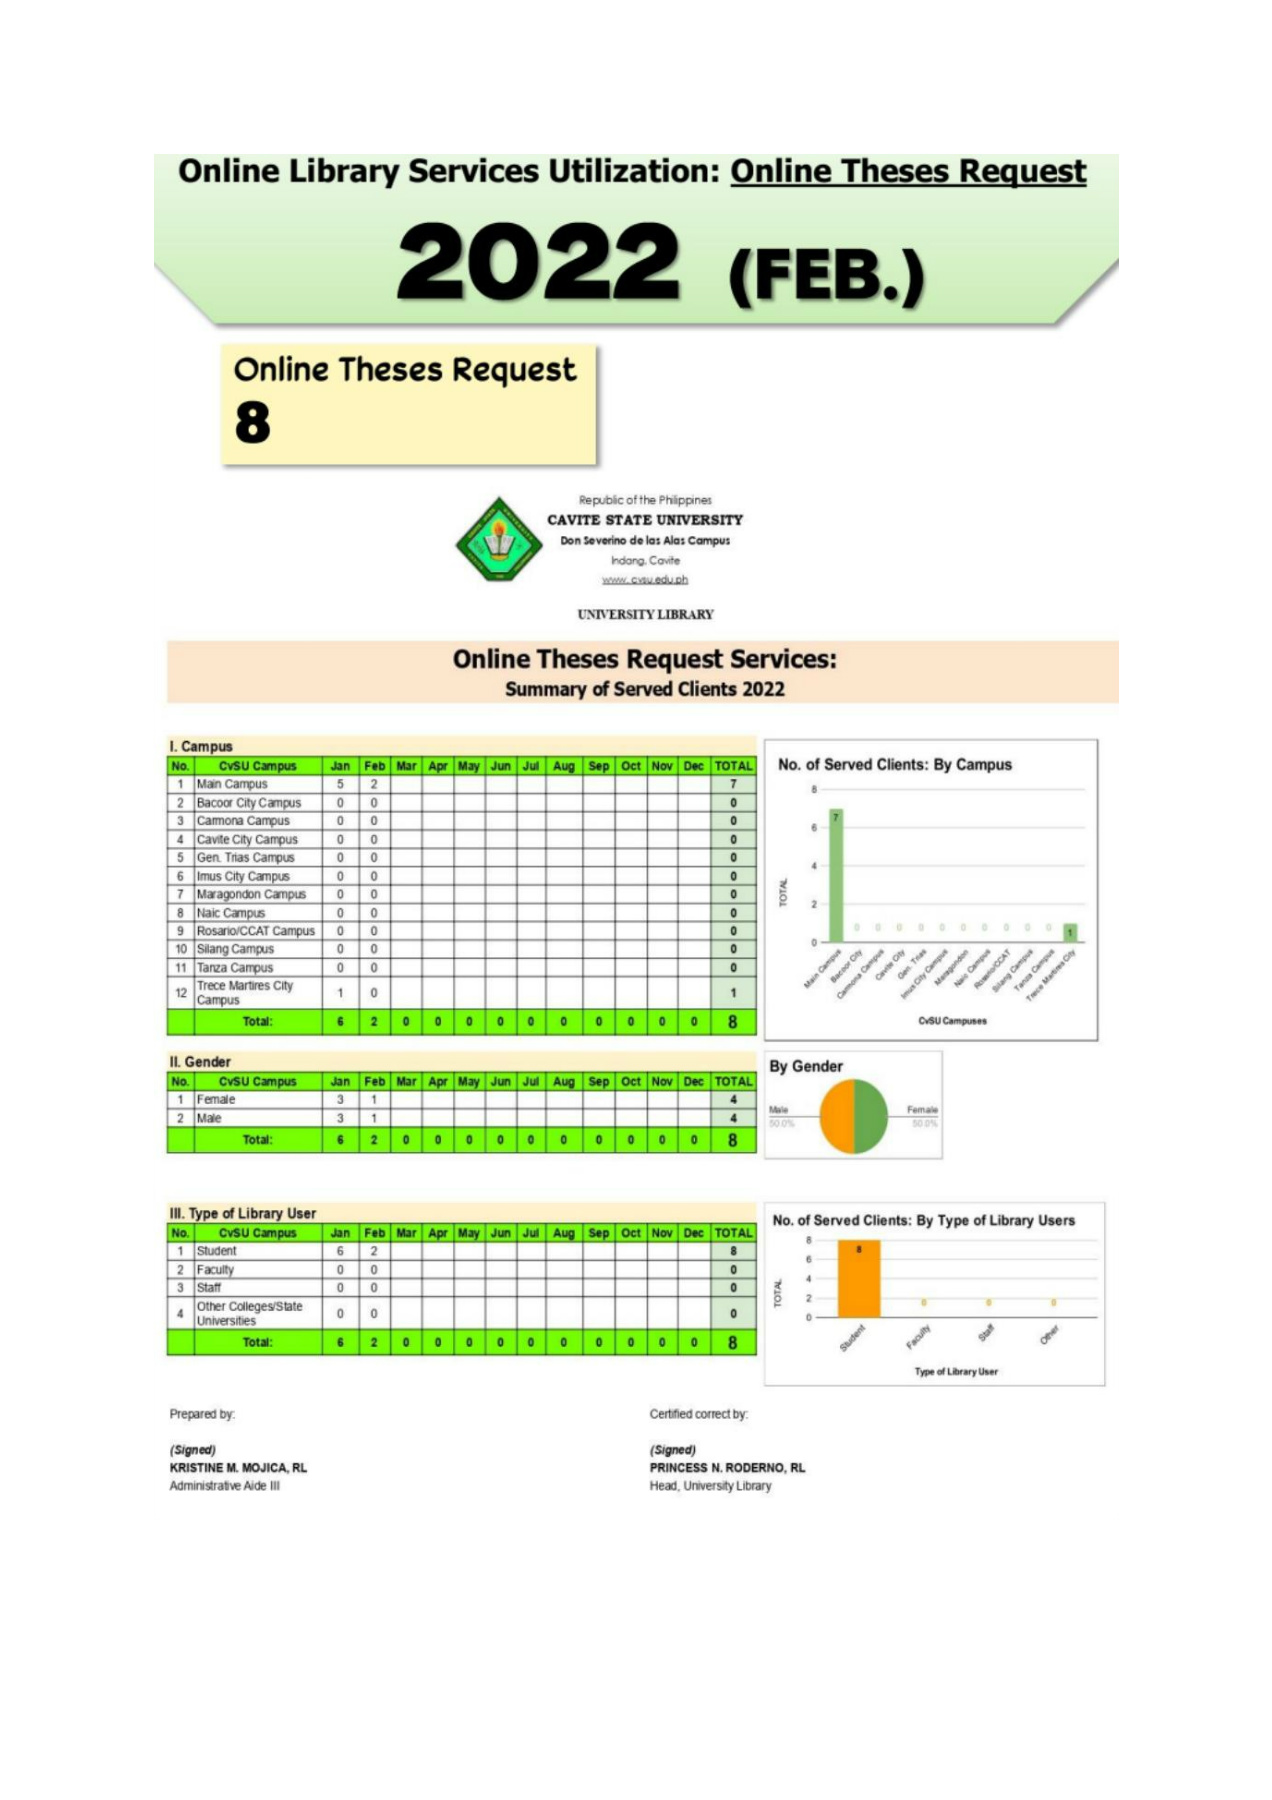 Online Library Services Utilization: Online Theses Request
2022 (FEB.)
Online Theses Request
8
Republic of the Philippines
CAVITE STATE UNIVERSITY
Don Severino de las Alas Campus
Indang, Cavite
www. cvsu.edu.ph
UNIVERSITY LIBRARY
Online Theses Request Services:
Summary of Served Clients 2022
I. Campus
No. CvSU Campus Jan Feb Mar Apr May Jun Jul Aug Sep Oct Nov Dec TOTAL
1 Main Campus 5 2 7
2 Bacoor City Campus 0 0 0
3 Carmona Campus 0 0 0
4 Cavite City Campus 0 0 0
5 Gen. Trias Campus 0 0 0
6 Imus City Campus 0 0 0
7 Maragondon Campus 0 0 0
8 Naic Campus 0 0 0
9 Rosario/CCAT Campus 0 0 0
10 Silang Campus 0 0 0
11 Tanza Campus 0 0 0
12 Trece Martires City Campus 1 0 1
Total: 6 2 0 0 0 0 0 0 0 0 0 0 8
No. of Served Clients: By Campus
TOTAL
8
6
4
2
0
7 0 0 0 0 0 0 0 0 0 0 1
Main Campus
Bacoor City
Carmona Campus
Cavite City
Gen. Trias
Imus City Campus
Maragondon
Naic Campus
Rosario/CCAT
Silang Campus
Tanza Campus
Trece Martires City
CvSU Campuses
II. Gender
No. CvSU Campus Jan Feb Mar Apr May Jun Jul Aug Sep Oct Nov Dec TOTAL
1 Female 3 1 4
2 Male 3 1 4
Total: 6 2 0 0 0 0 0 0 0 0 0 0 8
By Gender
Male
50.0%
Female
50.0%
III. Type of Library User
No. CvSU Campus Jan Feb Mar Apr May Jun Jul Aug Sep Oct Nov Dec TOTAL
1 Student 6 2 8
2 Faculty 0 0 0
3 Staff 0 0 0
4 Other Colleges/State Universities 0 0 0
Total: 6 2 0 0 0 0 0 0 0 0 0 0 8
No. of Served Clients: By Type of Library Users
TOTAL
8
6
4
2
0
8 0 0 0
Student
Faculty
Staff
Other
Type of Library User
Prepared by:
(Signed)
KRISTINE M. MOJICA, RL
Administrative Aide III
Certified correct by:
(Signed)
PRINCESS N. RODERNO, RL
Head, University Library